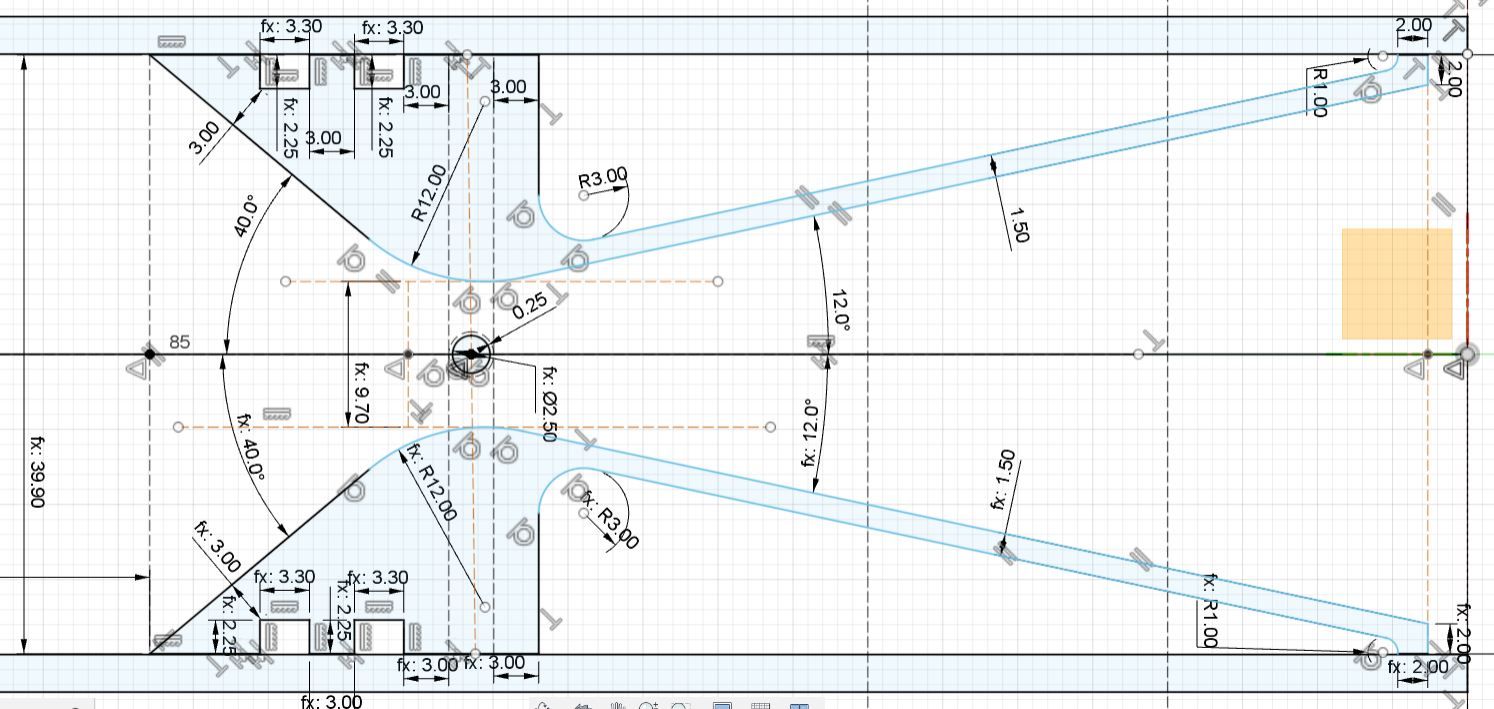 fx: 3.30
fx: 3.30
2.00
2.00
R1.00
3.00
3.00
3.00
fx: 2.25
3.00
fx: 2.25
R12.00
R3.00
40.0°
1.50
0.25
12.0°
85
fx: 9.70
fx: Ø2.50
fx: 40.0°
fx: 12.0°
fx: 39.90
fx: R12.00
fx: 1.50
fx: R3.00
fx: 3.00
fx: 3.30
fx: 3.30
fx: 2.25
fx: 2.25
fx: R1.00
fx: 2.00
fx: 3.00
fx: 3.00
fx: 2.00
fx: 3.00